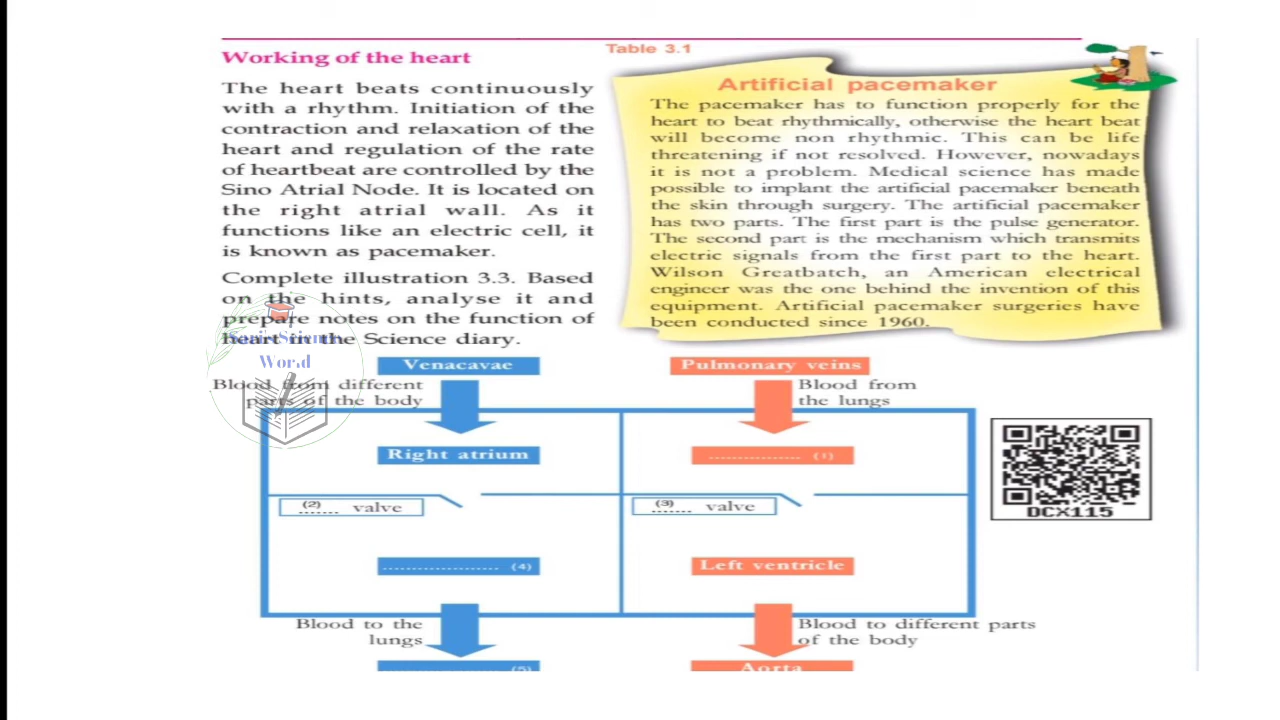 Table 3.1
Working of the heart
The heart beats continuously
with a rhythm. Initiation of the
contraction and relaxation of the
heart and regulation of the rate
of heartbeat are controlled by the
Sino Atrial Node. It is located on
the right atrial wall. As it
functions like an electric cell, it
is known as pacemaker.
Complete illustration 3.3. Based
on the hints, analyse it and
prepare notes on the function of
heart in the Science diary.
Artificial pacemaker
The pacemaker has to function properly for the
heart to beat rhythmically, otherwise the heart beat
will become non rhythmic. This can be life
threatening if not resolved. However, nowadays
it is not a problem. Medical science has made
possible to implant the artificial pacemaker beneath
the skin through surgery. The artificial pacemaker
has two parts. The first part is the pulse generator.
The second part is the mechanism which transmits
electric signals from the first part to the heart.
Wilson Greatbatch, an American electrical
engineer was the one behind the invention of this
equipment. Artificial pacemaker surgeries have
been conducted since 1960.
Science
World
Venacavae
Pulmonary veins
Blood from different
parts of the body
Blood from
the lungs
Right atrium
................ (1)
(2)
....... valve
(3)
....... valve
.................... (4)
Left ventricle
DCX115
Blood to the
lungs
Blood to different parts
of the body
...................... (5)
Aorta